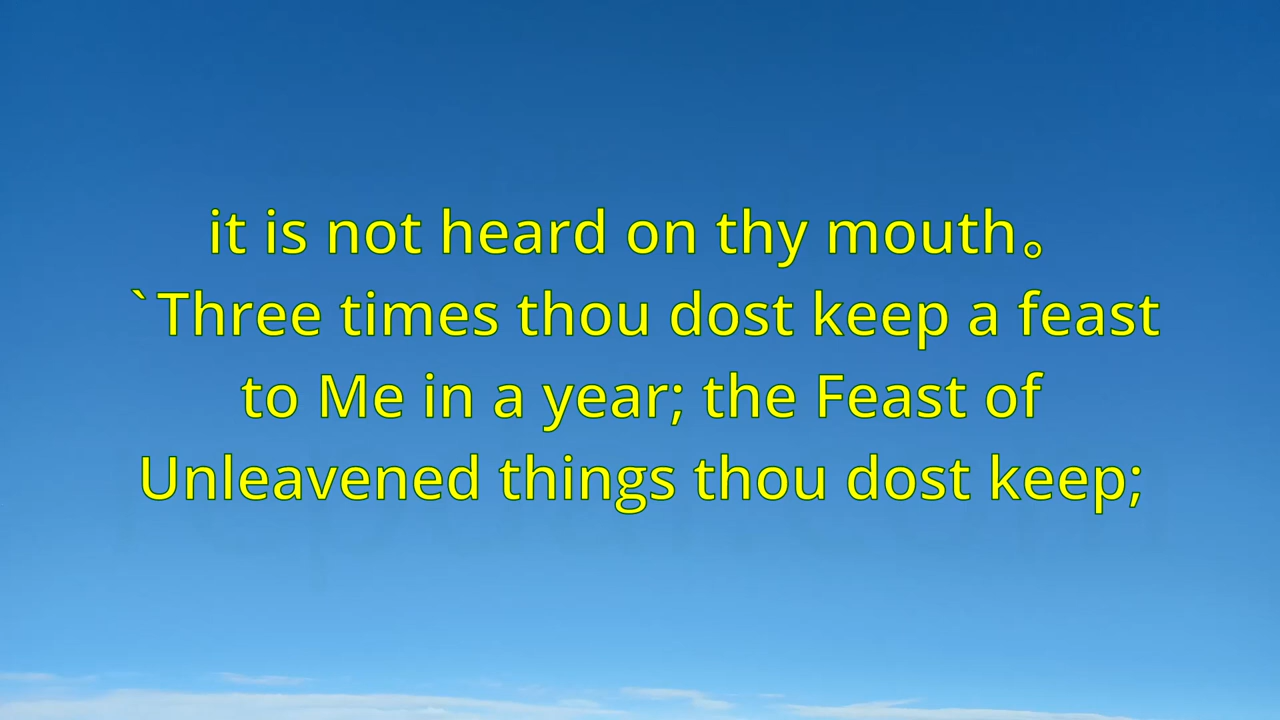 it is not heard on thy mouth。
`Three times thou dost keep a feast
to Me in a year; the Feast of
Unleavened things thou dost keep;